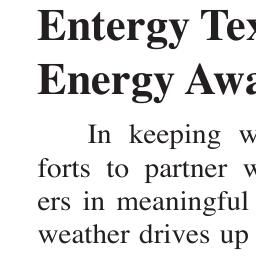 Entergy Tex
Energy Awa
In keeping w
forts to partner w
ers in meaningful
weather drives up